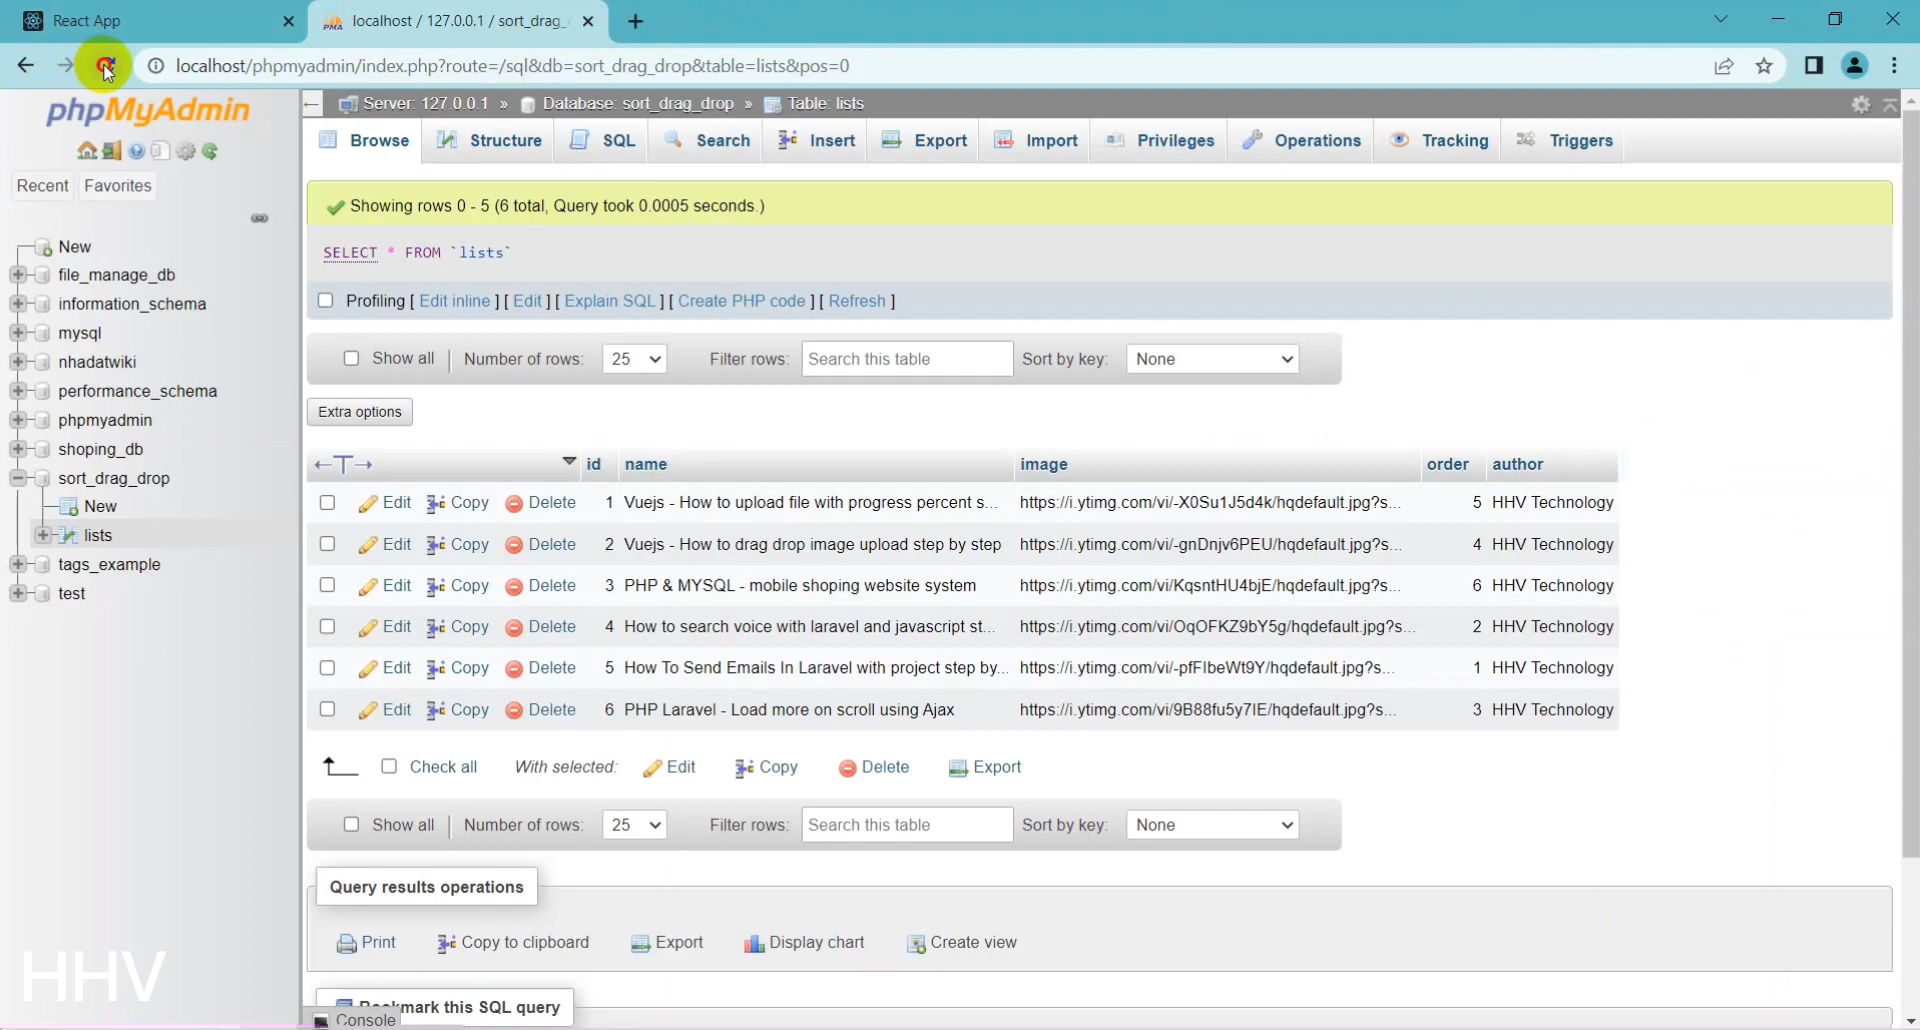 React App
localhost / 127.0.0.1 / sort_drag_
localhost/phpmyadmin/index.php?route=/sql&db=sort_drag_drop&table=lists&pos=0
phpMyAdmin
Recent Favorites
New
file_manage_db
information_schema
mysql
nhadatwiki
performance_schema
phpmyadmin
shoping_db
sort_drag_drop
New
lists
tags_example
test
HHV
Server: 127.0.0.1 » Database: sort_drag_drop » Table: lists
Browse Structure SQL Search Insert Export Import Privileges Operations Tracking Triggers
Showing rows 0 - 5 (6 total, Query took 0.0005 seconds.)
SELECT * FROM `lists`
Profiling [ Edit inline ] [ Edit ] [ Explain SQL ] [ Create PHP code ] [ Refresh ]
Show all | Number of rows: 25 Filter rows: Search this table Sort by key: None
Extra options
←T→ id name image order author
Edit Copy Delete 1 Vuejs - How to upload file with progress percent s... https://i.ytimg.com/vi/-X0Su1J5d4k/hqdefault.jpg?s... 5 HHV Technology
Edit Copy Delete 2 Vuejs - How to drag drop image upload step by step https://i.ytimg.com/vi/-gnDnjv6PEU/hqdefault.jpg?s... 4 HHV Technology
Edit Copy Delete 3 PHP & MYSQL - mobile shoping website system https://i.ytimg.com/vi/KqsntHU4bjE/hqdefault.jpg?s... 6 HHV Technology
Edit Copy Delete 4 How to search voice with laravel and javascript st... https://i.ytimg.com/vi/OqOFKZ9bY5g/hqdefault.jpg?s... 2 HHV Technology
Edit Copy Delete 5 How To Send Emails In Laravel with project step by... https://i.ytimg.com/vi/-pfFIbeWt9Y/hqdefault.jpg?s... 1 HHV Technology
Edit Copy Delete 6 PHP Laravel - Load more on scroll using Ajax https://i.ytimg.com/vi/9B88fu5y7IE/hqdefault.jpg?s... 3 HHV Technology
Check all With selected: Edit Copy Delete Export
Show all | Number of rows: 25 Filter rows: Search this table Sort by key: None
Query results operations
Print Copy to clipboard Export Display chart Create view
Bookmark this SQL query
Console